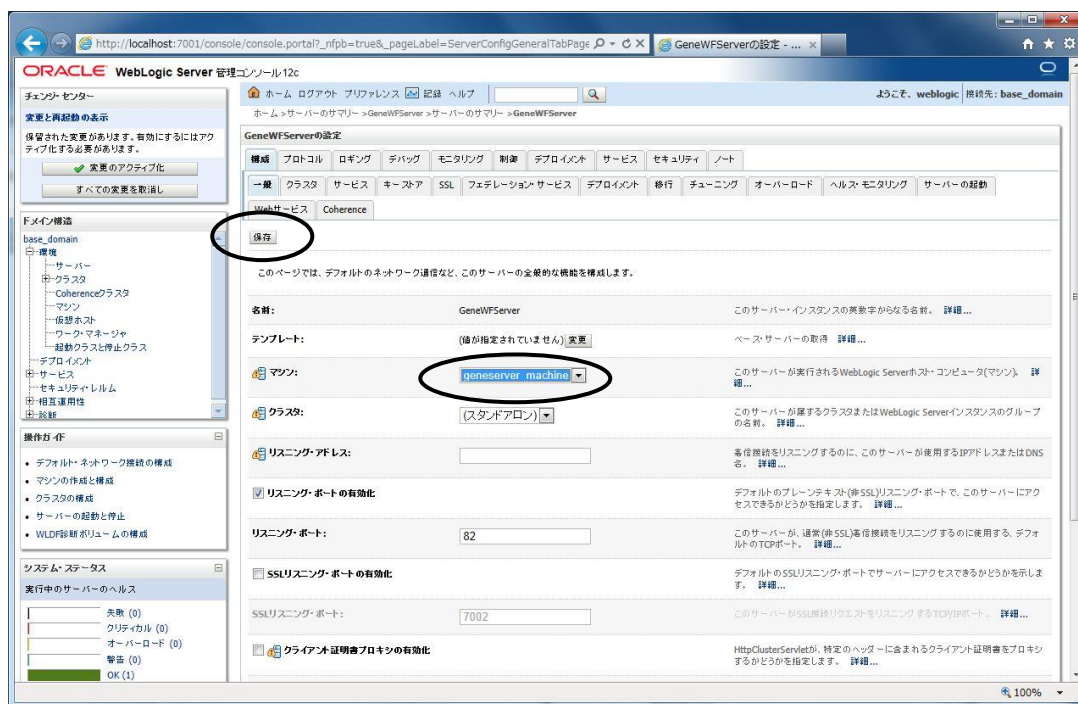 http://localhost:7001/console/console.portal?_nfpb=true&_pageLabel=ServerConfigGeneralTabPage
GeneWFServerの設定 - ...
ORACLE WebLogic Server 管理コンソール12c
チェンジ・センター
変更と再起動の表示
保留された変更があります。有効にするにはアクティブ化する必要があります。
変更のアクティブ化
すべての変更を取消し
ドメイン構造
base_domain
環境
サーバー
クラスタ
Coherenceクラスタ
マシン
仮想ホスト
ワーク・マネージャ
起動クラスと停止クラス
デプロイメント
サービス
セキュリティ・レルム
相互運用性
診断
操作方法
デフォルト・ネットワーク接続の構成
マシンの作成と構成
クラスタの構成
サーバーの起動と停止
WLDF診断ボリュームの構成
システム・ステータス
実行中のサーバーのヘルス
失敗 (0)
クリティカル (0)
オーバーロード (0)
警告 (0)
OK (1)
ホーム ログアウト プリファレンス 記録 ヘルプ
ようこそ、weblogic 接続先: base_domain
ホーム >サーバーのサマリー >GeneWFServer >サーバーのサマリー >GeneWFServer
GeneWFServerの設定
構成 プロトコル ロギング デバッグ モニタリング 制御 デプロイメント サービス セキュリティ ノート
一般 クラスタ サービス キーストア SSL フェデレーション・サービス デプロイメント 移行 チューニング オーバーロード ヘルス・モニタリング サーバーの起動
Webサービス Coherence
保存
このページでは、デフォルトのネットワーク通信など、このサーバーの全般的な機能を構成します。
名前: GeneWFServer このサーバー・インスタンスの英数字からなる名前。 詳細...
テンプレート: (値が指定されていません) 変更 ベース・サーバーの取得 詳細...
マシン: geneserver_machine このサーバーが実行されるWebLogic Serverホスト・コンピュータ(マシン)。 詳細...
クラスタ: (スタンドアロン) このサーバーが属するクラスタまたはWebLogic Serverインスタンスのグループの名前。 詳細...
リスニング・アドレス: 着信接続をリスニングするのに、このサーバーが使用するIPアドレスまたはDNS名。 詳細...
リスニング・ポートの有効化 デフォルトのプレーンテキスト(非SSL)リスニング・ポートで、このサーバーにアクセスできるかどうかを指定します。 詳細...
リスニング・ポート: 82 このサーバーが、通常(非SSL)着信接続をリスニングするのに使用する、デフォルトのTCPポート。 詳細...
SSLリスニング・ポートの有効化 デフォルトのSSLリスニング・ポートでサーバーにアクセスできるかどうかを示します。 詳細...
SSLリスニング・ポート: 7002 このサーバーがSSL接続リクエストをリスニングするTCP/IPポート。 詳細...
クライアント証明書プロキシの有効化 HttpClusterServletが、特定のヘッダーに含まれるクライアント証明書をプロキシするかどうかを指定します。 詳細...
100%